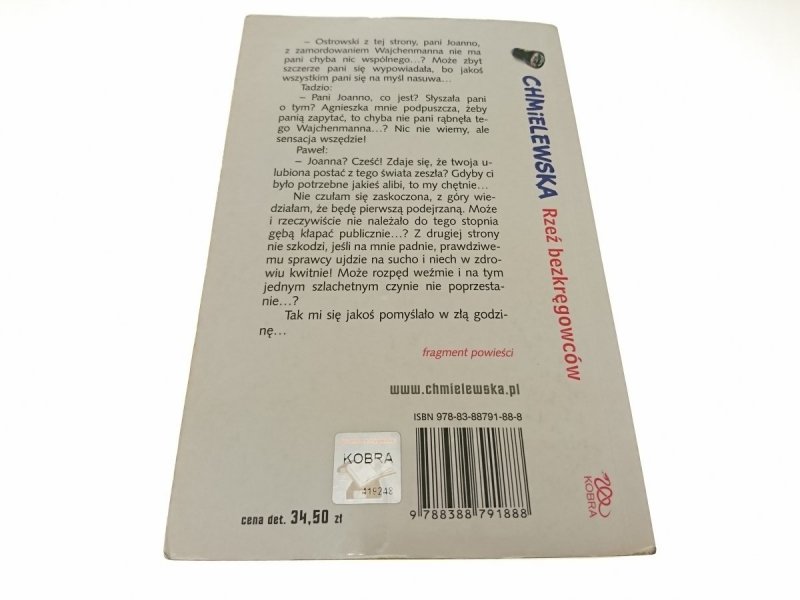 – Ostrowski z tej strony, pani Joanno,
z zamordowaniem Wajchenmanna nie ma
pani chyba nic wspólnego...? Może zbyt
szczerze pani się wypowiadała, bo jakoś
wszystkim pani się na myśl nasuwa...
Tadzio:
– Pani Joanno, co jest? Słyszała pani
o tym? Agnieszka mnie podpuszcza, żeby
panią zapytać, to chyba nie pani rąbnęła te-
go Wajchenmanna...? Nic nie wiemy, ale
sensacja wszędzie!
Paweł:
– Joanna? Cześć! Zdaje się, że twoja u-
lubiona postać z tego świata zeszła? Gdyby ci
było potrzebne jakieś alibi, to my chętnie...
Nie czułam się zaskoczona, z góry wie-
działam, że będę pierwszą podejrzaną. Może
i rzeczywiście nie należało do tego stopnia
gębą kłapać publicznie...? Z drugiej strony
nie szkodzi, jeśli na mnie padnie, prawdziwe-
mu sprawcy ujdzie na sucho i niech w zdro-
wiu kwitnie! Może rozpęd weźmie i na tym
jednym szlachetnym czynie nie poprzesta-
nie...?
Tak mi się jakoś pomyślało w złą godzi-
nę...
fragment powieści
www.chmielewska.pl
ISBN 978-83-88791-88-8
9 788388 791888
KOBRA
419248
cena det. 34,50 zł
CHMiELEWSKA Rzeź bezkręgowców
KOBRA